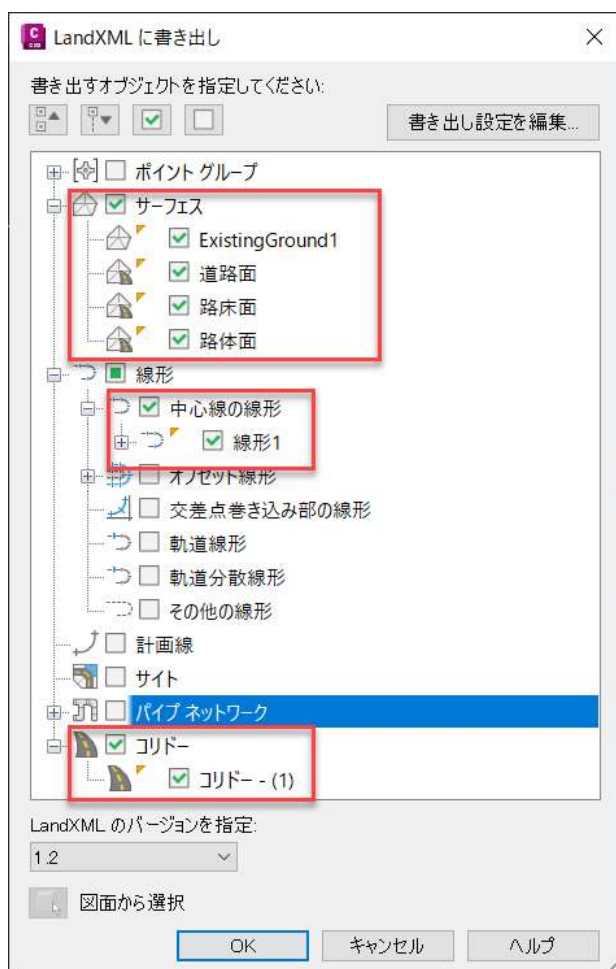 LandXML に書き出し
書き出すオブジェクトを指定してください:
書き出し設定を編集...
ポイント グループ
サーフェス
ExistingGround1
道路面
路床面
路体面
線形
中心線の線形
線形1
オフセット線形
交差点巻き込み部の線形
軌道線形
軌道分散線形
その他の線形
計画線
サイト
パイプ ネットワーク
コリドー
コリドー - (1)
LandXML のバージョンを指定:
1.2
図面から選択
OK
キャンセル
ヘルプ